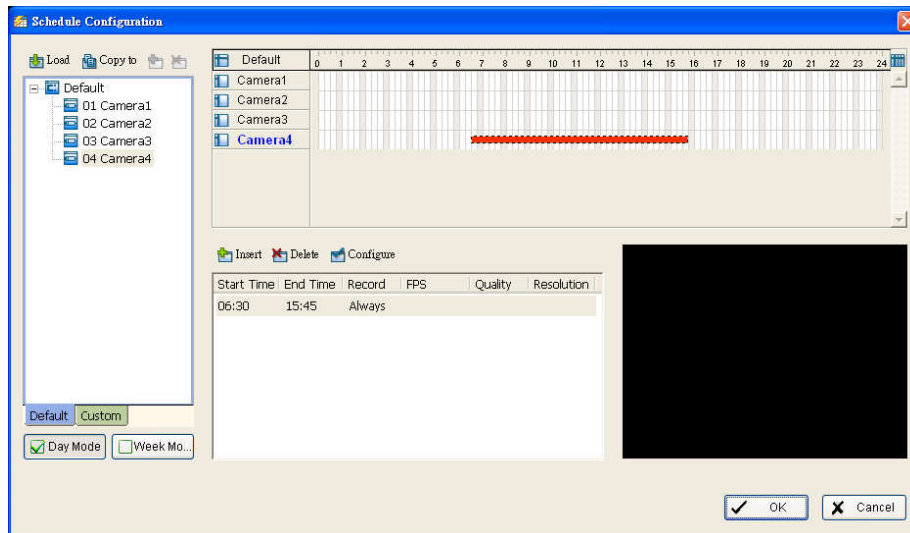 Schedule Configuration
Load Copy to
Default
01 Camera1
02 Camera2
03 Camera3
04 Camera4
Default Custom
Day Mode Week Mo...
Default 0 1 2 3 4 5 6 7 8 9 10 11 12 13 14 15 16 17 18 19 20 21 22 23 24
Camera1
Camera2
Camera3
Camera4
Insert Delete Configure
Start Time End Time Record FPS Quality Resolution
06:30 15:45 Always
OK Cancel